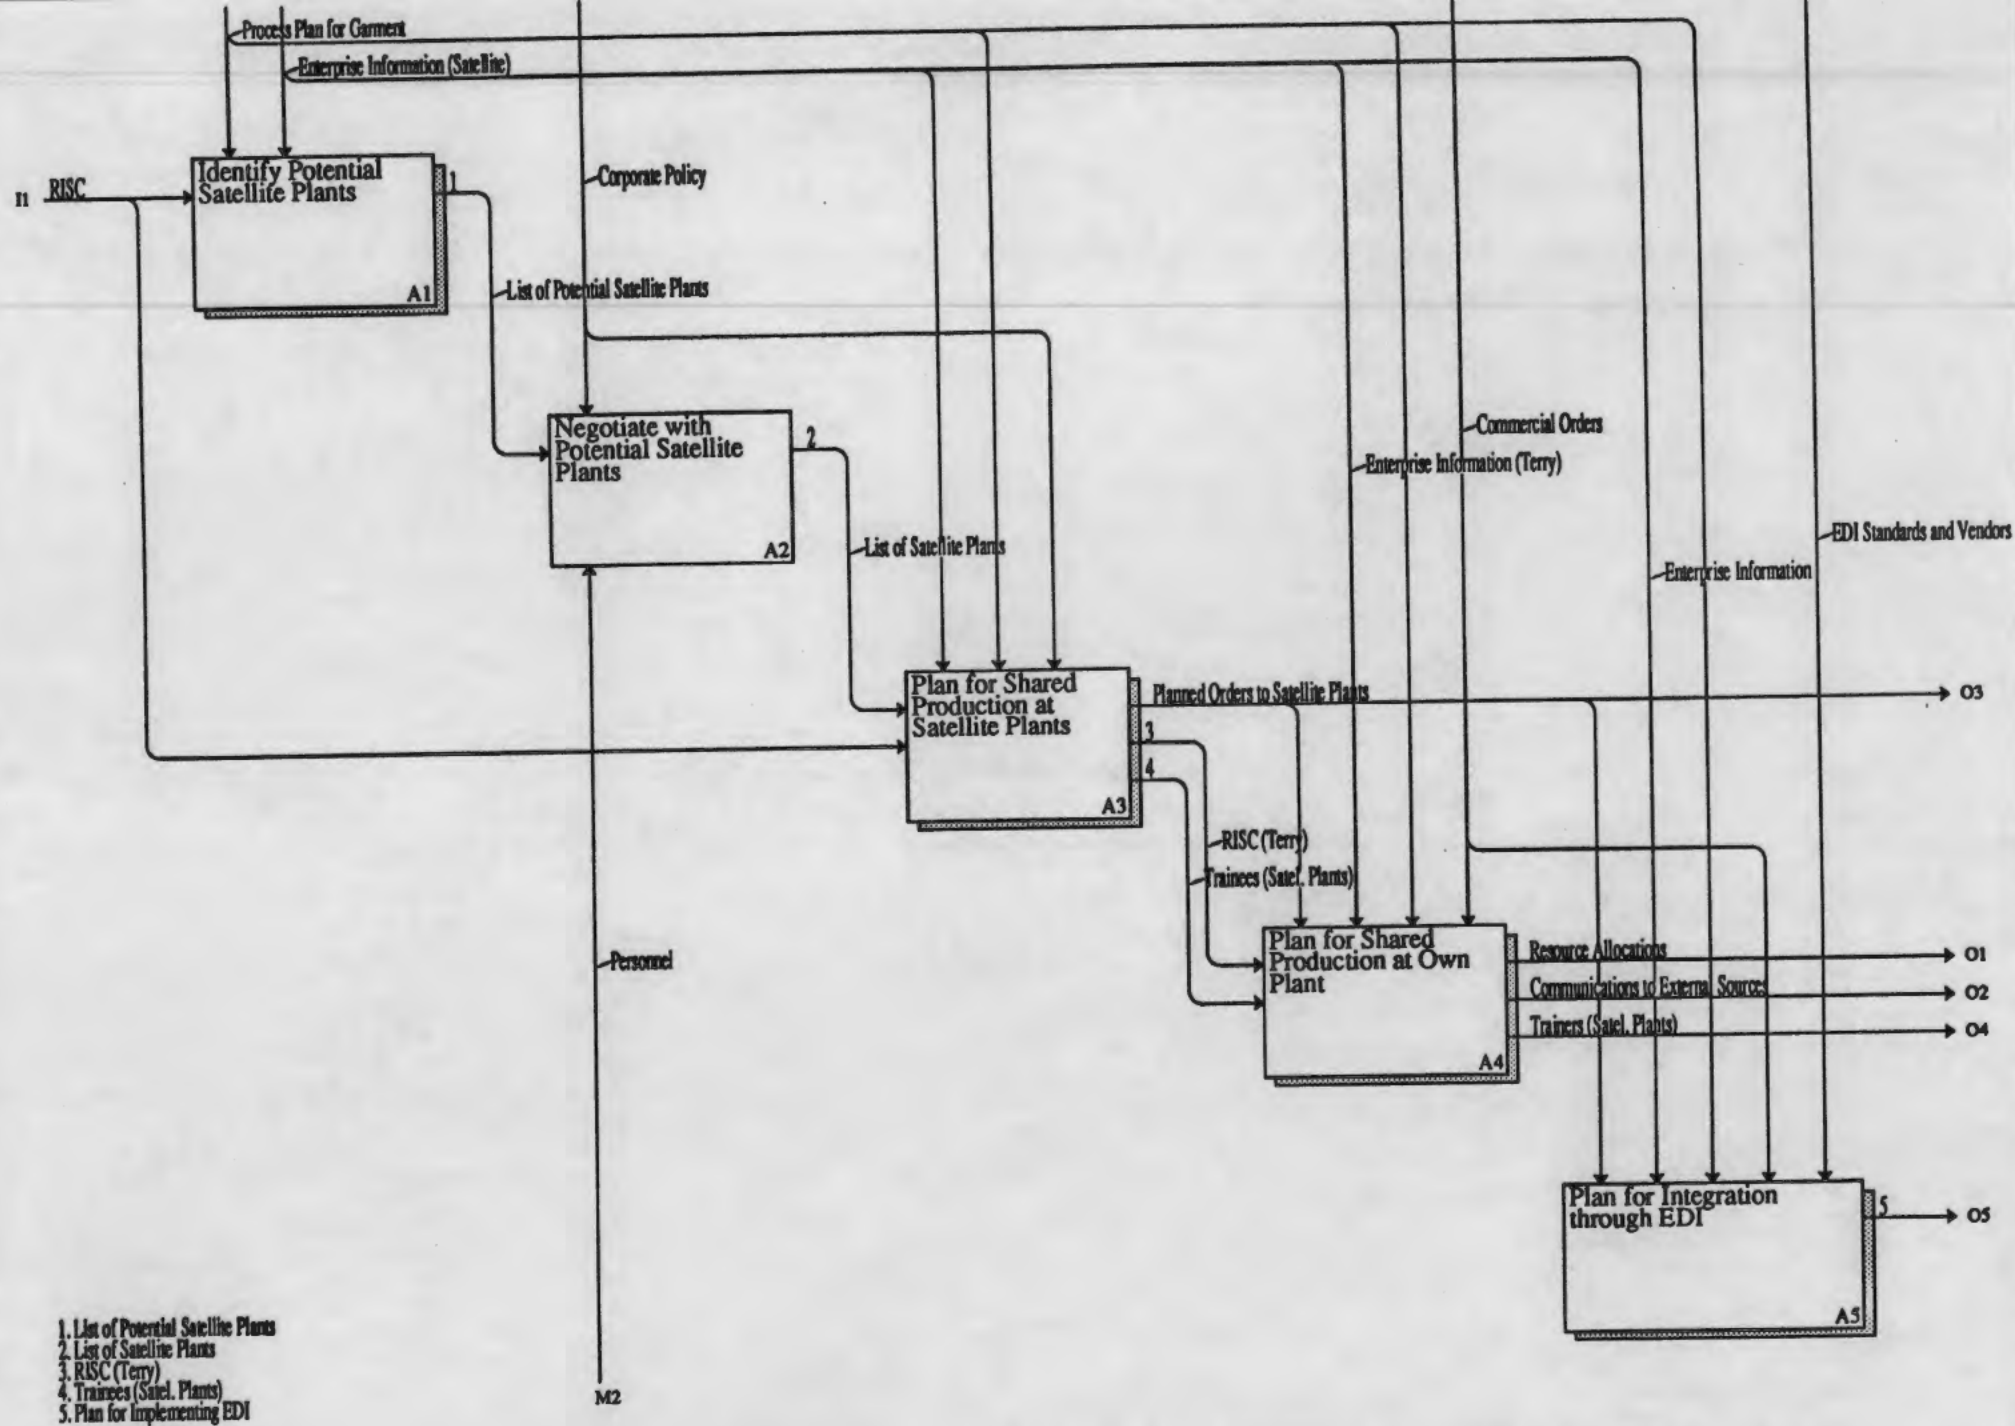 Process Plan for Garment
Enterprise Information (Satellite)
Identify Potential
Satellite Plants
A1
I1
RISC
1
Corporate Policy
List of Potential Satellite Plants
Negotiate with
Potential Satellite
Plants
A2
2
Commercial Orders
Enterprise Information (Terry)
List of Satellite Plants
EDI Standards and Vendors
Enterprise Information
Plan for Shared
Production at
Satellite Plants
A3
Planned Orders to Satellite Plants
O3
3
4
RISC (Terry)
Trainees (Satel. Plants)
Personnel
Plan for Shared
Production at Own
Plant
A4
Resource Allocations
O1
Communications to External Sources
O2
Trainers (Satel. Plants)
O4
Plan for Integration
through EDI
A5
5
O5
1. List of Potential Satellite Plants
2. List of Satellite Plants
3. RISC (Terry)
4. Trainees (Satel. Plants)
5. Plan for Implementing EDI
M2